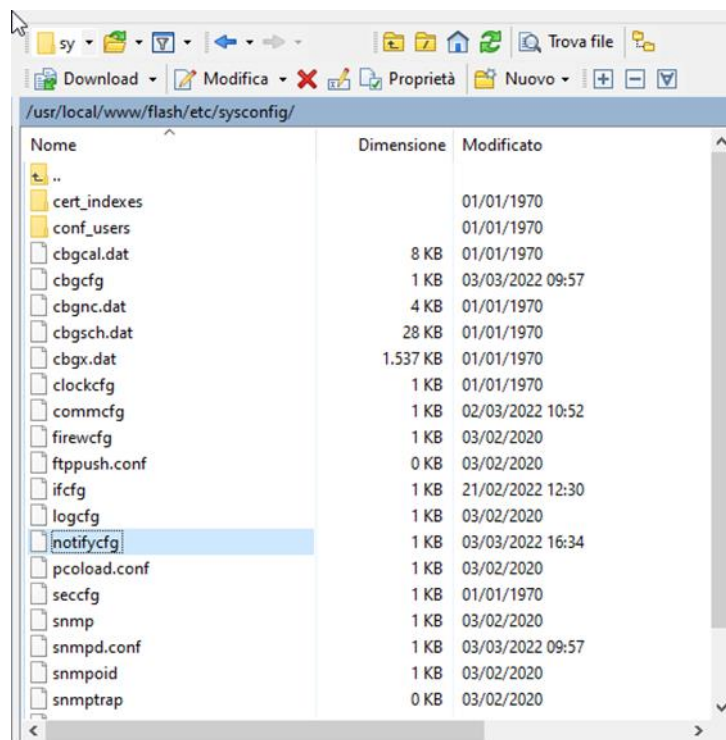 sy
Trova file
Download Modifica Proprietà Nuovo
/usr/local/www/flash/etc/sysconfig/
Nome Dimensione Modificato
..
cert_indexes 01/01/1970
conf_users 01/01/1970
cbgcal.dat 8 KB 01/01/1970
cbgcfg 1 KB 03/03/2022 09:57
cbgnc.dat 4 KB 01/01/1970
cbgsch.dat 28 KB 01/01/1970
cbgx.dat 1.537 KB 01/01/1970
clockcfg 1 KB 01/01/1970
commcfg 1 KB 02/03/2022 10:52
firewcfg 1 KB 03/02/2020
ftppush.conf 0 KB 03/02/2020
ifcfg 1 KB 21/02/2022 12:30
logcfg 1 KB 03/02/2020
notifycfg 1 KB 03/03/2022 16:34
pcoload.conf 1 KB 03/02/2020
seccfg 1 KB 01/01/1970
snmp 1 KB 03/02/2020
snmpd.conf 1 KB 03/03/2022 09:57
snmpoid 1 KB 03/02/2020
snmptrap 0 KB 03/02/2020